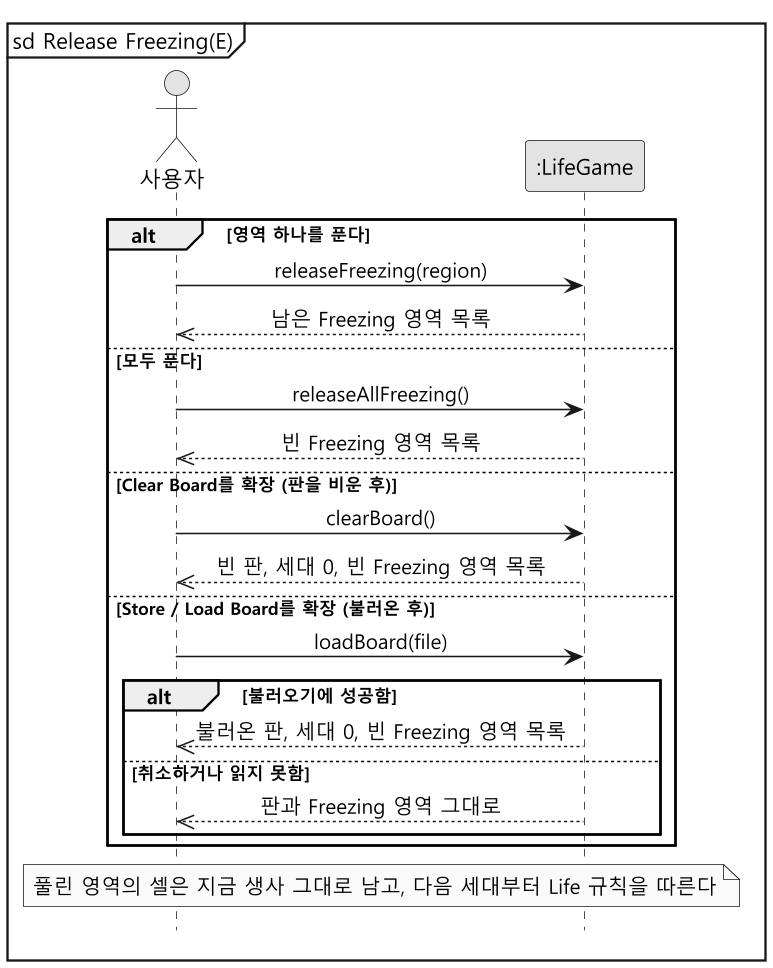 sd Release Freezing(E)
사용자
:LifeGame
alt [영역 하나를 푼다]
releaseFreezing(region)
남은 Freezing 영역 목록
[모두 푼다]
releaseAllFreezing()
빈 Freezing 영역 목록
[Clear Board를 확장 (판을 비운 후)]
clearBoard()
빈 판, 세대 0, 빈 Freezing 영역 목록
[Store / Load Board를 확장 (불러온 후)]
loadBoard(file)
alt [불러오기에 성공함]
불러온 판, 세대 0, 빈 Freezing 영역 목록
[취소하거나 읽지 못함]
판과 Freezing 영역 그대로
풀린 영역의 셀은 지금 생사 그대로 남고, 다음 세대부터 Life 규칙을 따른다